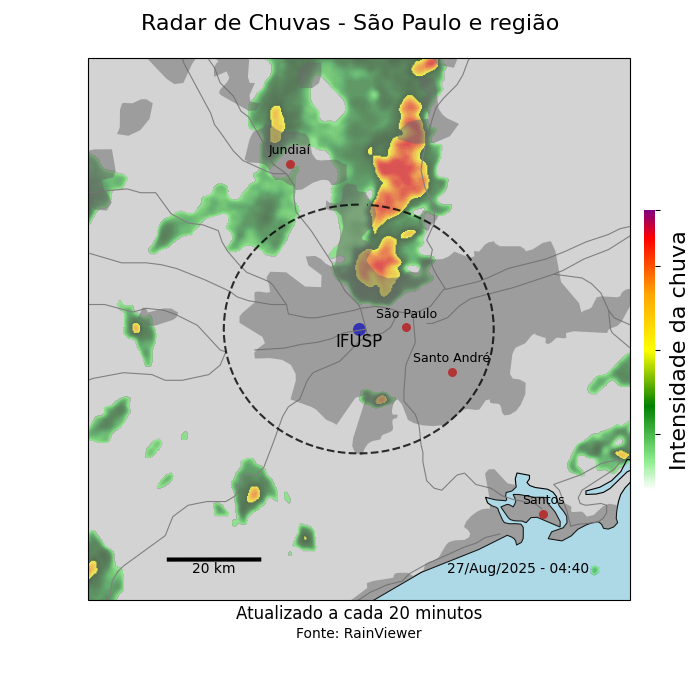 Radar de Chuvas - São Paulo e região
Jundiaí
São Paulo
IFUSP
Santo André
Santos
20 km
27/Aug/2025 - 04:40
Intensidade da chuva
Atualizado a cada 20 minutos
Fonte: RainViewer